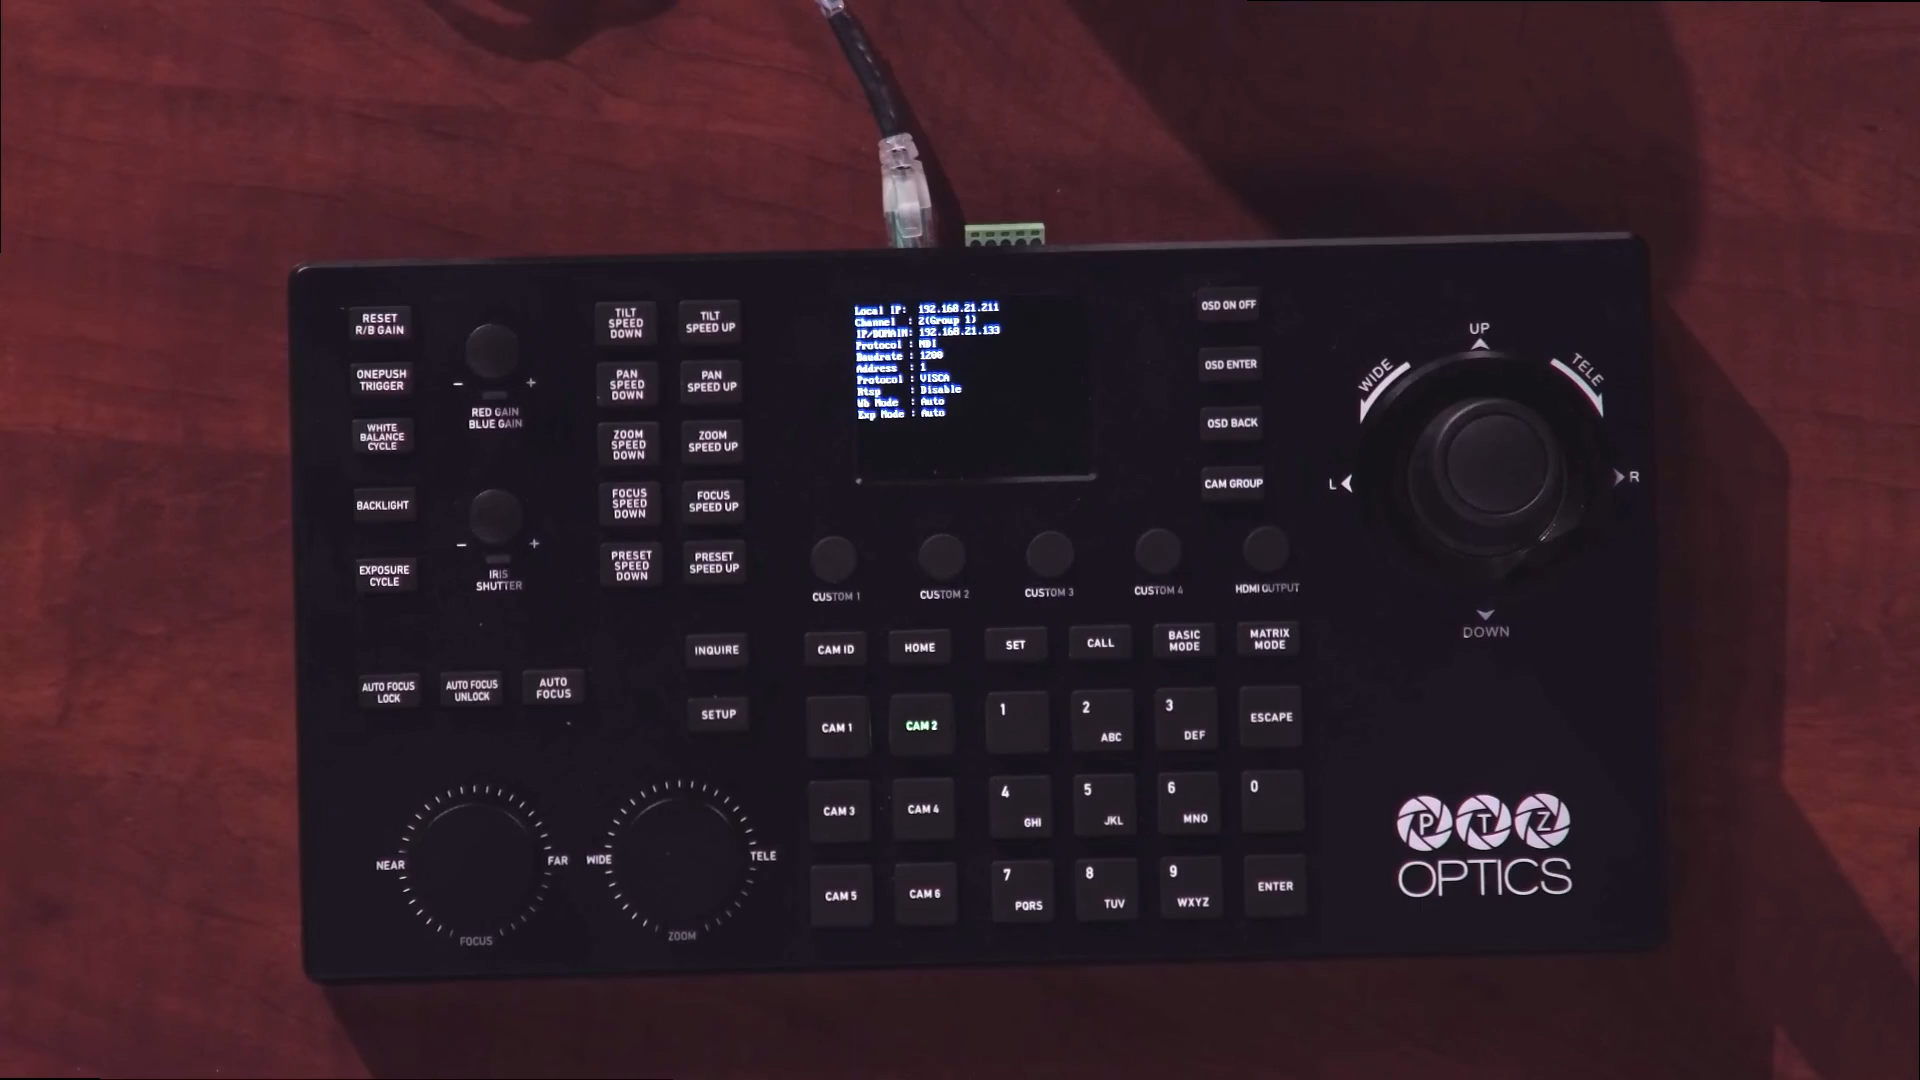 Local IP: 192.168.21.211
Channel : 2(Group 1)
IP/DOMAIN: 192.168.21.133
Protocol : NDI
Baudrate : 1200
Address : 1
Protocol : VISCA
Rtsp : Disable
Wb Mode : Auto
Exp Mode : Auto
RESET
R/B GAIN
ONEPUSH
TRIGGER
WHITE
BALANCE
CYCLE
BACKLIGHT
EXPOSURE
CYCLE
- +
RED GAIN
BLUE GAIN
- +
IRIS
SHUTTER
TILT
SPEED
DOWN
TILT
SPEED UP
PAN
SPEED
DOWN
PAN
SPEED UP
ZOOM
SPEED
DOWN
ZOOM
SPEED UP
FOCUS
SPEED
DOWN
FOCUS
SPEED UP
PRESET
SPEED
DOWN
PRESET
SPEED UP
OSD ON OFF
OSD ENTER
OSD BACK
CAM GROUP
UP
WIDE
TELE
L
R
DOWN
CUSTOM 1
CUSTOM 2
CUSTOM 3
CUSTOM 4
HDMI OUTPUT
INQUIRE
SETUP
AUTO FOCUS
LOCK
AUTO FOCUS
UNLOCK
AUTO
FOCUS
CAM ID
HOME
SET
CALL
BASIC
MODE
MATRIX
MODE
CAM 1
CAM 2
1
2
ABC
3
DEF
ESCAPE
CAM 3
CAM 4
4
GHI
5
JKL
6
MNO
0
CAM 5
CAM 6
7
PQRS
8
TUV
9
WXYZ
ENTER
NEAR
FAR
FOCUS
WIDE
TELE
ZOOM
PTZ
OPTICS